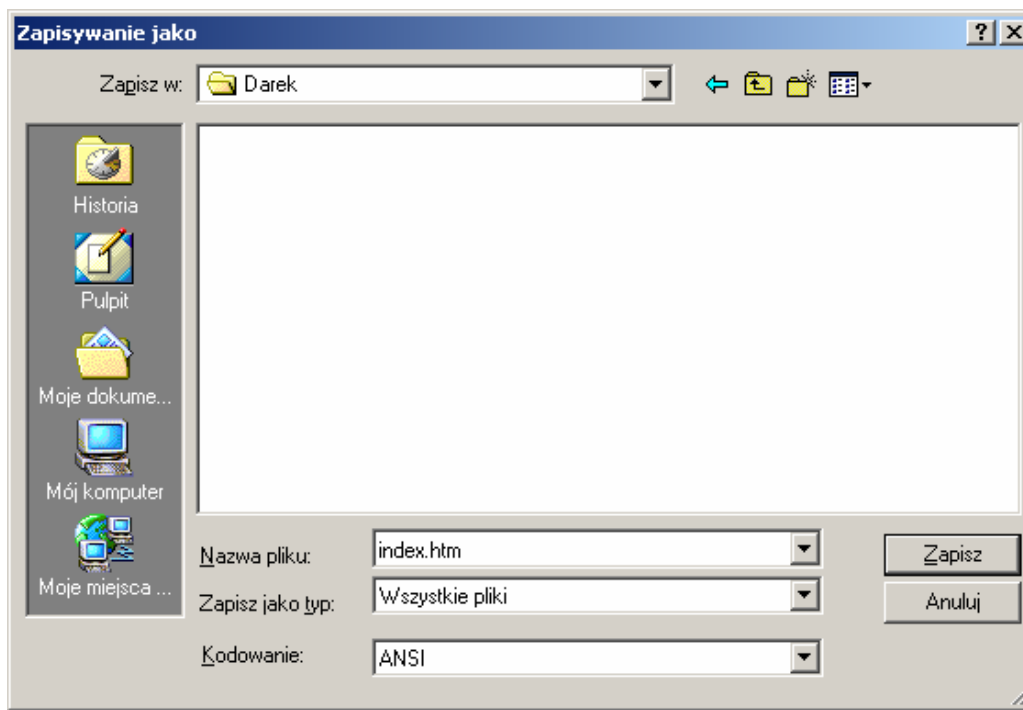 Zapisywanie jako
Zapisz w: Darek
Historia
Pulpit
Moje dokume...
Mój komputer
Moje miejsca ...
Nazwa pliku: index.htm Zapisz
Zapisz jako typ: Wszystkie pliki Anuluj
Kodowanie: ANSI